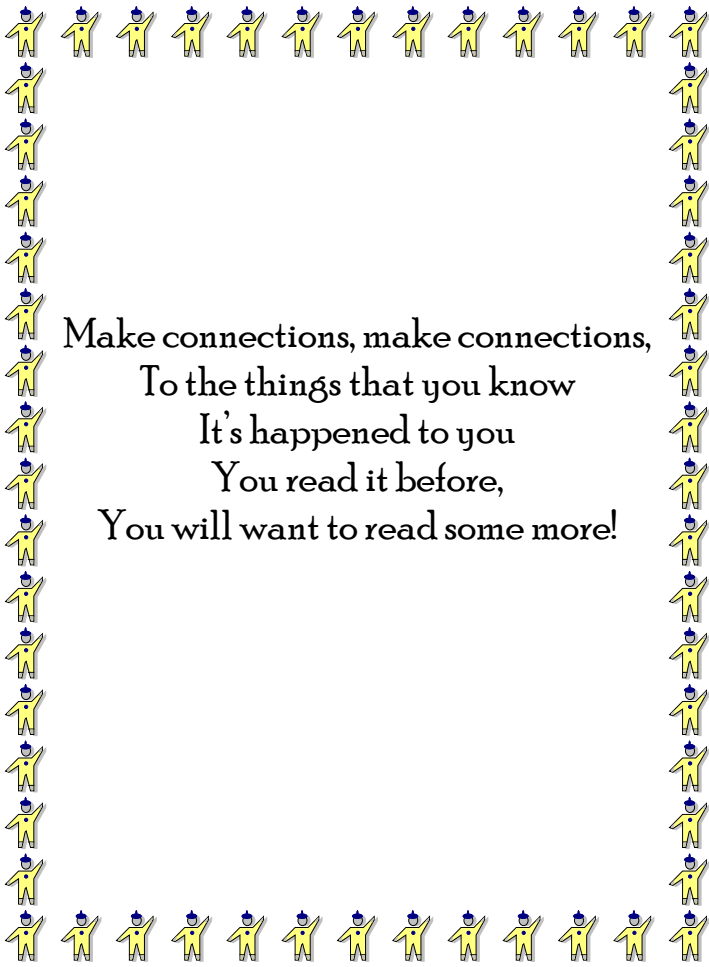 Make connections, make connections,
To the things that you know
It's happened to you
You read it before,
You will want to read some more!